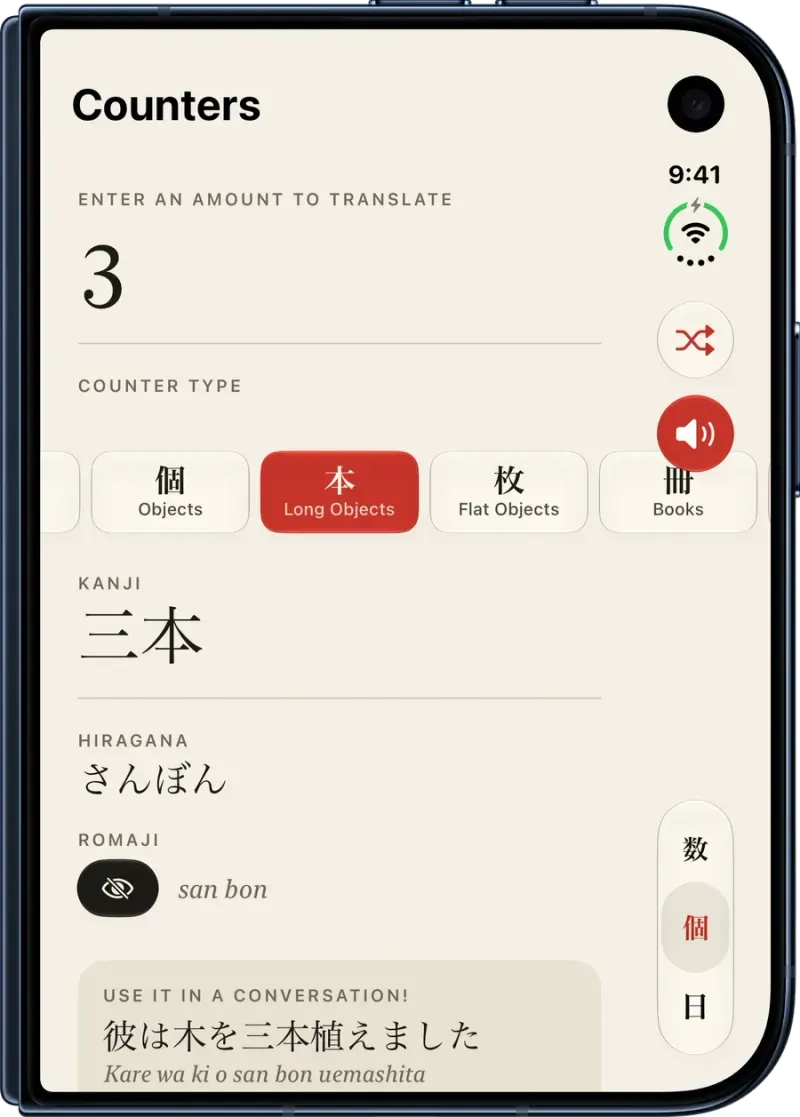 Counters
9:41
ENTER AN AMOUNT TO TRANSLATE
3
COUNTER TYPE
個
Objects
本
Long Objects
枚
Flat Objects
冊
Books
KANJI
三本
HIRAGANA
さんぼん
ROMAJI
san bon
数
個
日
USE IT IN A CONVERSATION!
彼は木を三本植えました
Kare wa ki o san bon uemashita